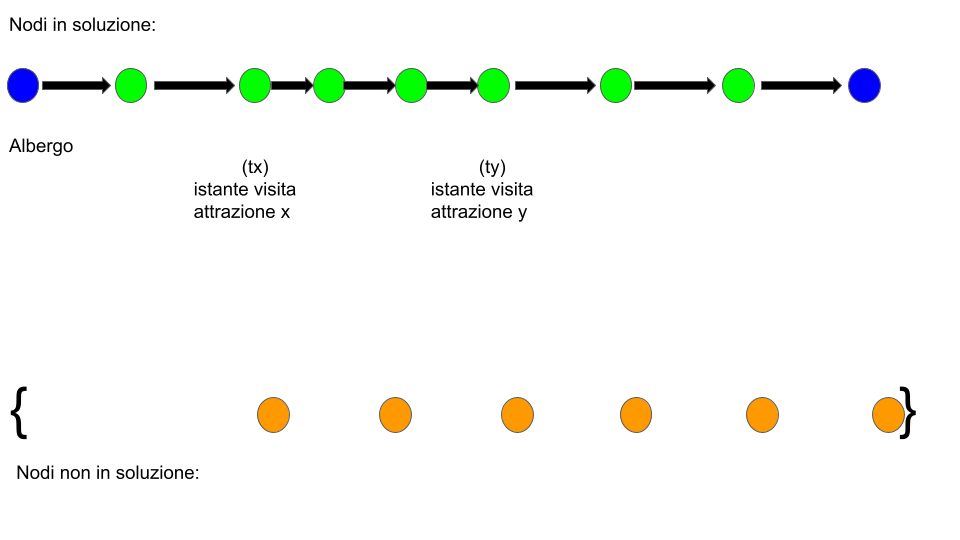 Nodi in soluzione:
Albergo
(tx)
istante visita
attrazione x
(ty)
istante visita
attrazione y
{
}
Nodi non in soluzione: